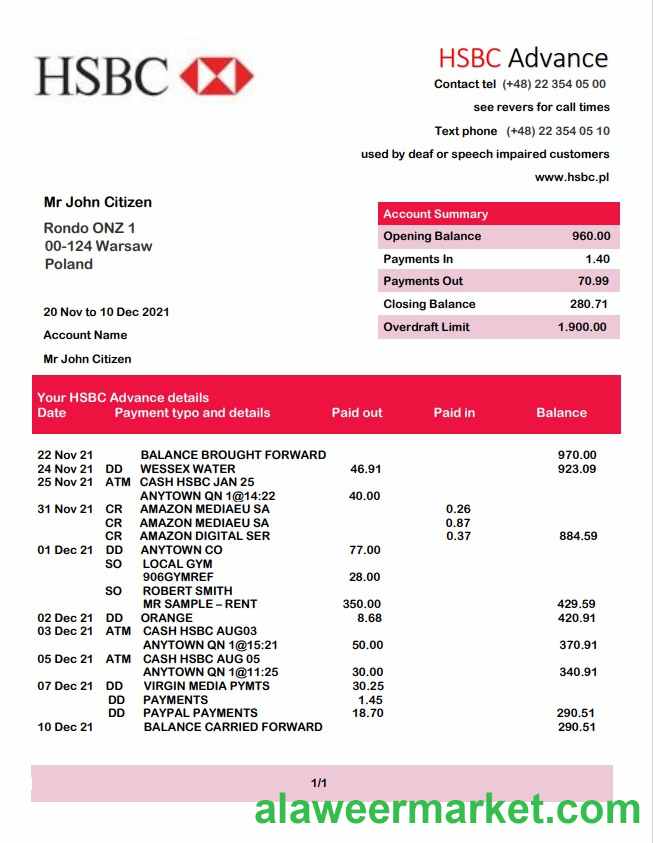 HSBC
HSBC Advance
Contact tel (+48) 22 354 05 00
see revers for call times
Text phone (+48) 22 354 05 10
used by deaf or speech impaired customers
www.hsbc.pl
Mr John Citizen
Rondo ONZ 1
00-124 Warsaw
Poland
20 Nov to 10 Dec 2021
Account Name
Mr John Citizen
Account Summary
Opening Balance 960.00
Payments In 1.40
Payments Out 70.99
Closing Balance 280.71
Overdraft Limit 1.900.00
Your HSBC Advance details
Date Payment typo and details Paid out Paid in Balance
22 Nov 21 BALANCE BROUGHT FORWARD 970.00
24 Nov 21 DD WESSEX WATER 46.91 923.09
25 Nov 21 ATM CASH HSBC JAN 25
ANYTOWN QN 1@14:22 40.00
31 Nov 21 CR AMAZON MEDIAEU SA 0.26
CR AMAZON MEDIAEU SA 0.87
CR AMAZON DIGITAL SER 0.37 884.59
01 Dec 21 DD ANYTOWN CO 77.00
SO LOCAL GYM
906GYMREF 28.00
SO ROBERT SMITH
MR SAMPLE – RENT 350.00 429.59
02 Dec 21 DD ORANGE 8.68 420.91
03 Dec 21 ATM CASH HSBC AUG03
ANYTOWN QN 1@15:21 50.00 370.91
05 Dec 21 ATM CASH HSBC AUG 05
ANYTOWN QN 1@11:25 30.00 340.91
07 Dec 21 DD VIRGIN MEDIA PYMTS 30.25
DD PAYMENTS 1.45
DD PAYPAL PAYMENTS 18.70 290.51
10 Dec 21 BALANCE CARRIED FORWARD 290.51
1/1
alaweermarket.com